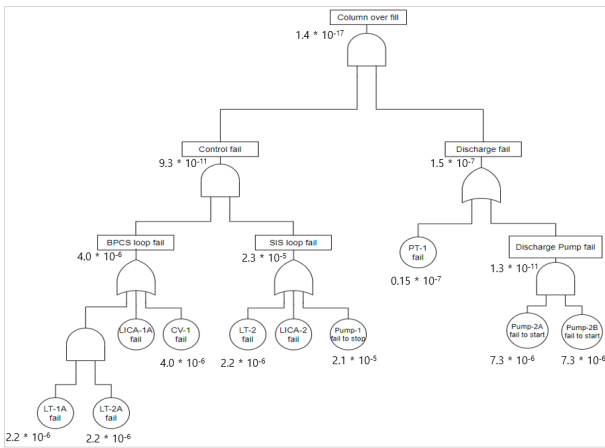 Column over fill
1.4 * 10⁻¹⁷
Control fail
9.3 * 10⁻¹¹
Discharge fail
1.5 * 10⁻⁷
BPCS loop fail
4.0 * 10⁻⁶
SIS loop fail
2.3 * 10⁻⁵
PT-1
fail
0.15 * 10⁻⁷
Discharge Pump fail
1.3 * 10⁻¹¹
LICA-1A
fail
CV-1
fail
4.0 * 10⁻⁶
LT-2
fail
2.2 * 10⁻⁶
LICA-2
fail
Pump-1
fail to stop
2.1 * 10⁻⁵
Pump-2A
fail to start
7.3 * 10⁻⁶
Pump-2B
fail to start
7.3 * 10⁻⁶
LT-1A
fail
2.2 * 10⁻⁶
LT-2A
fail
2.2 * 10⁻⁶